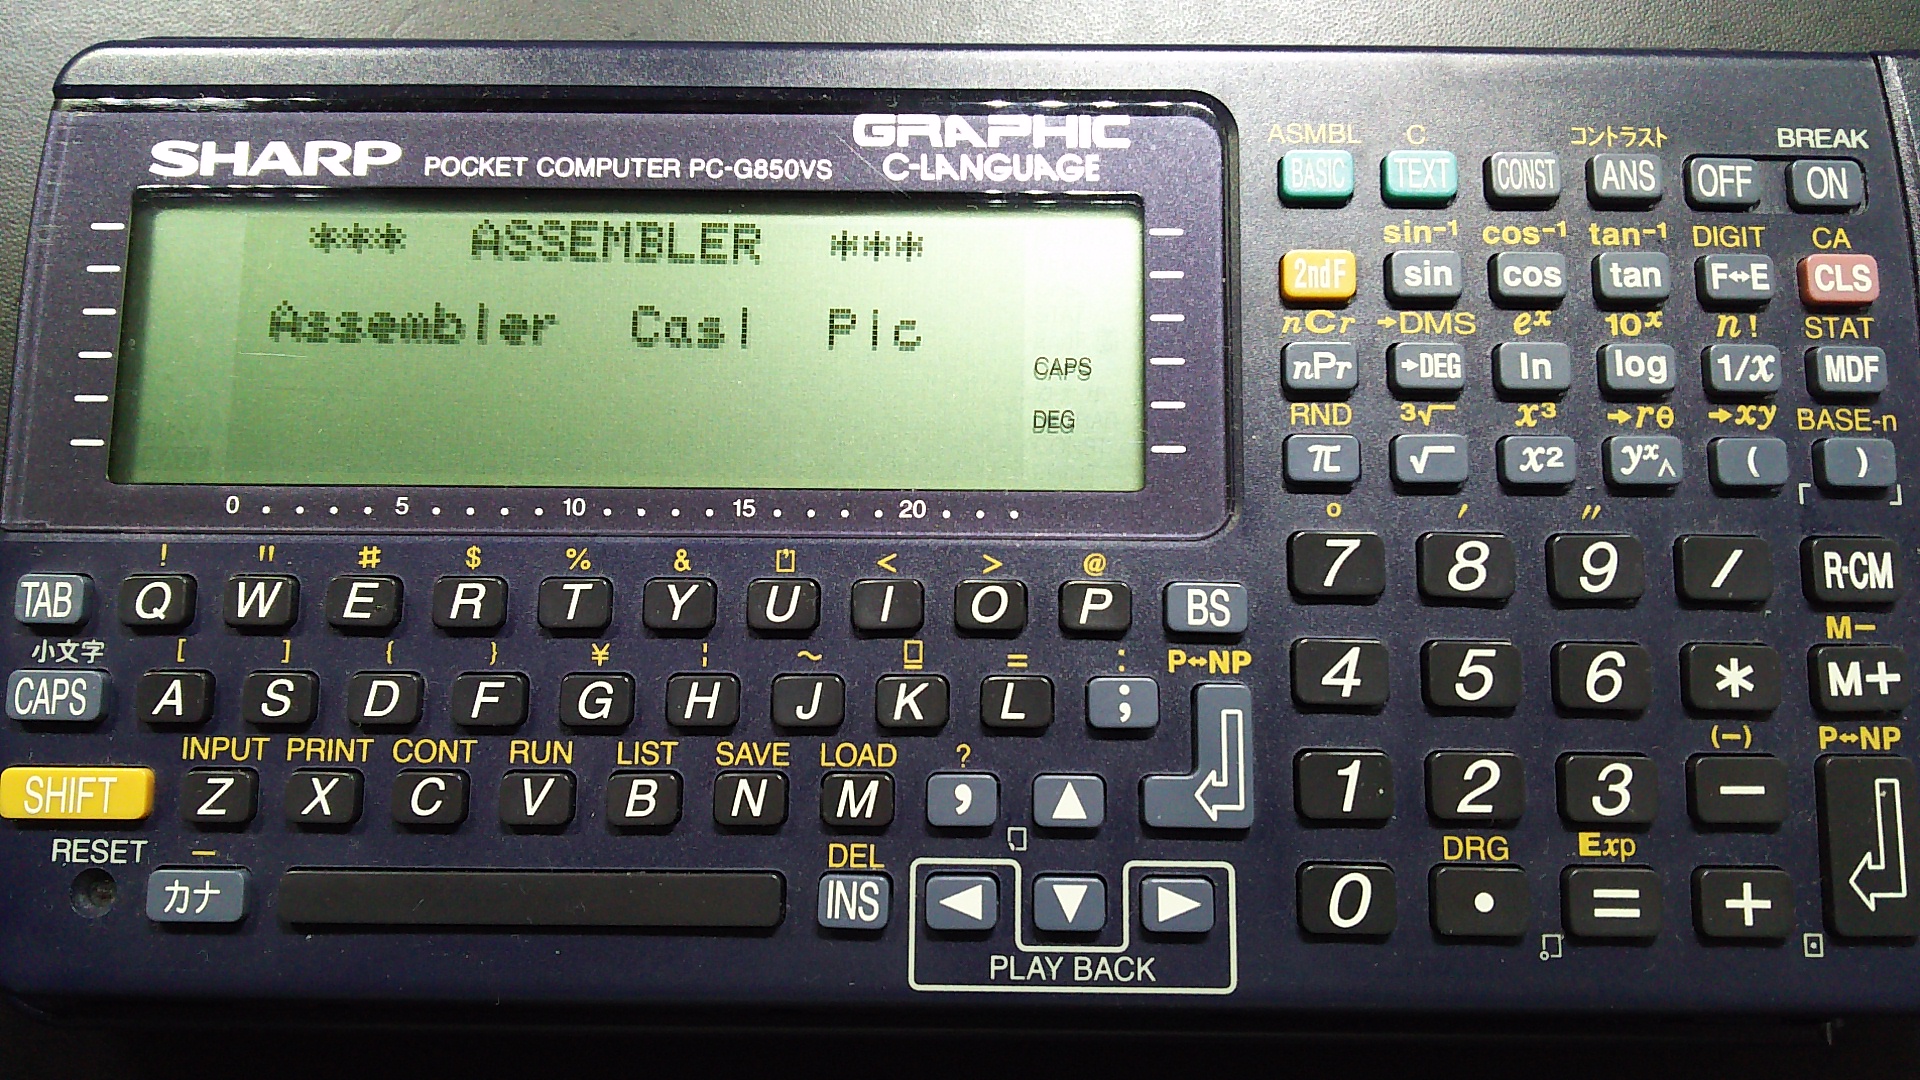 SHARP POCKET COMPUTER PC-G850VS GRAPHIC C-LANGUAGE
*** ASSEMBLER ***
Assembler Casl Pic
CAPS
DEG
0 5 10 15 20
ASMBL C コントラスト BREAK
BASIC TEXT CONST ANS OFF ON
sin-1 cos-1 tan-1 DIGIT CA
2ndF sin cos tan F↔E CLS
nCr →DMS eˣ 10ˣ n! STAT
nPr →DEG ln log 1/x MDF
RND ³√ x³ →rθ →xy BASE-n
π √ x² yˣ^ ( )
° ′ ″
7 8 9 / R·CM
M−
4 5 6 * M+
(−) P↔NP
1 2 3 −
DRG Exp
0 • = +
! " # $ % & ['] < > @
TAB Q W E R T Y U I O P BS
小文字 [ ] { } ¥ ¦ ~ = : P↔NP
CAPS A S D F G H J K L ;
INPUT PRINT CONT RUN LIST SAVE LOAD ?
SHIFT Z X C V B N M , ▲
RESET − DEL
カナ INS ◀ ▼ ▶
PLAY BACK